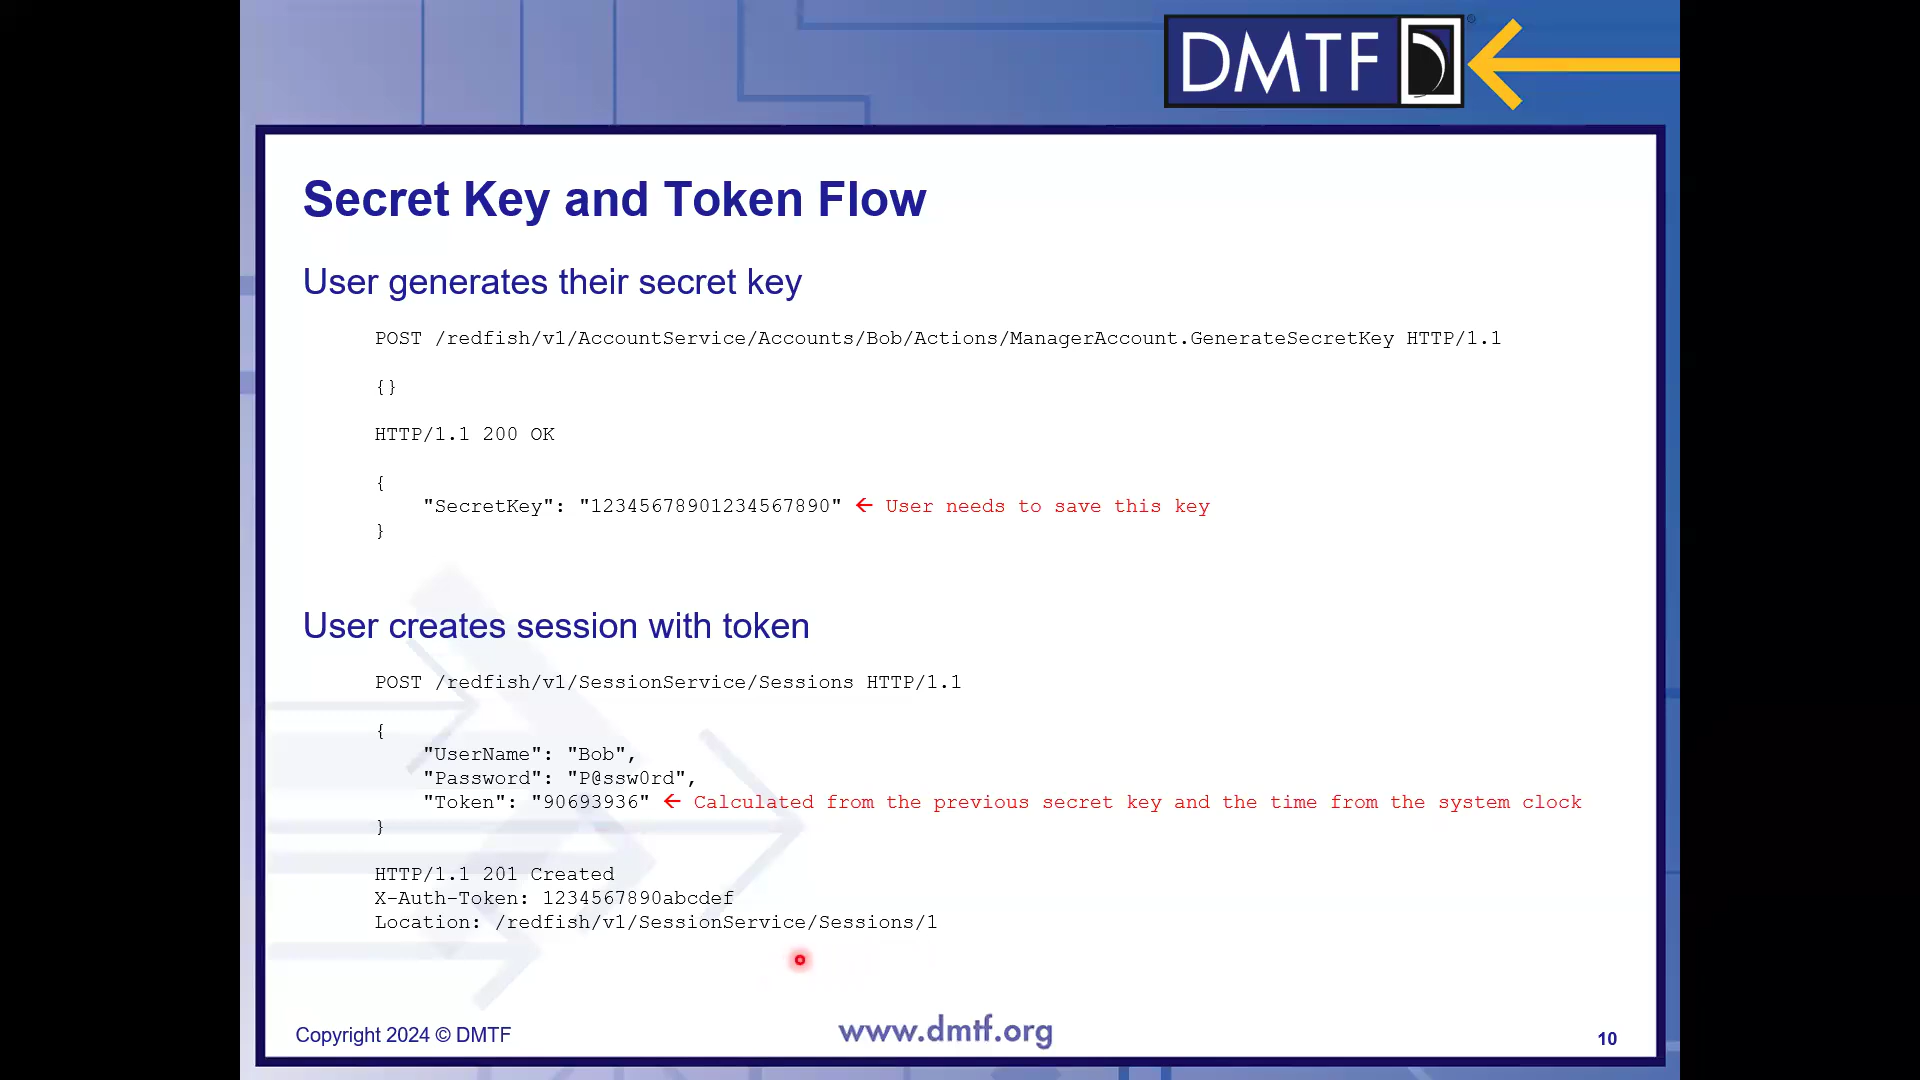 DMTF
Secret Key and Token Flow
User generates their secret key
POST /redfish/v1/AccountService/Accounts/Bob/Actions/ManagerAccount.GenerateSecretKey HTTP/1.1
{}
HTTP/1.1 200 OK
{
"SecretKey": "12345678901234567890" ← User needs to save this key
}
User creates session with token
POST /redfish/v1/SessionService/Sessions HTTP/1.1
{
"UserName": "Bob",
"Password": "P@ssw0rd",
"Token": "90693936" ← Calculated from the previous secret key and the time from the system clock
}
HTTP/1.1 201 Created
X-Auth-Token: 1234567890abcdef
Location: /redfish/v1/SessionService/Sessions/1
Copyright 2024 © DMTF
www.dmtf.org
10